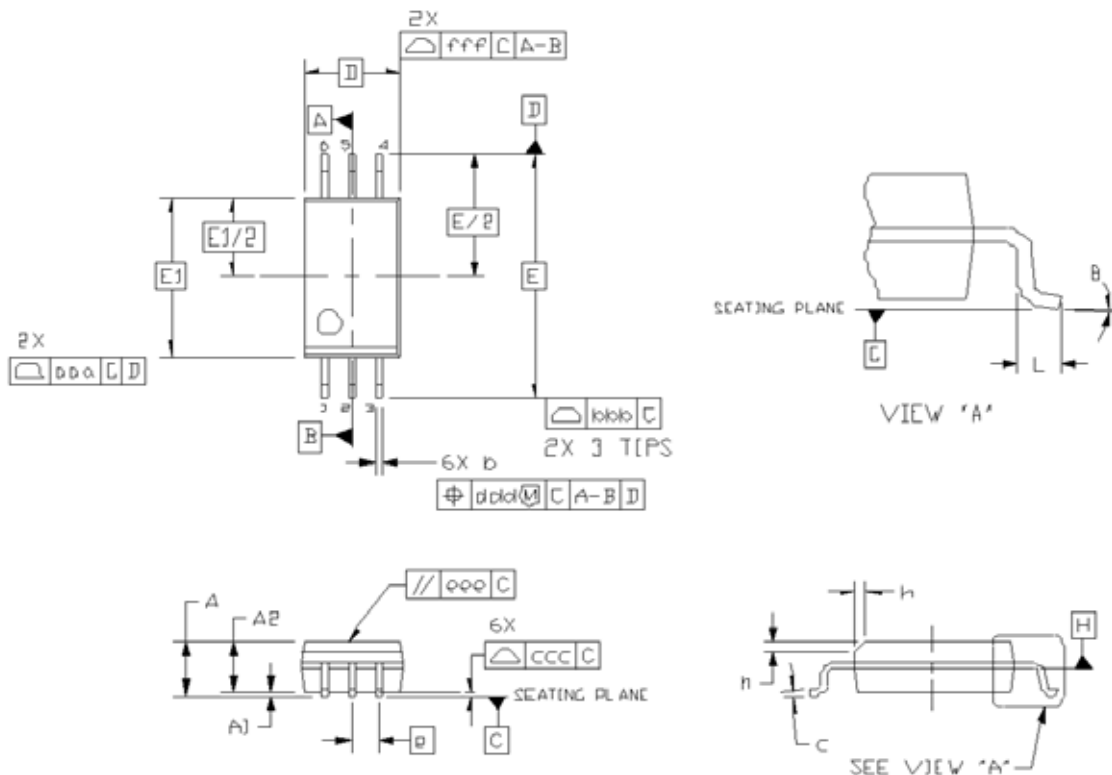 2X
fff C A-B
D
A
D
6 5 4
E/2
E1/2
E1
E
2X
C D
1 2 3
B
bbb C
2X 3 TIPS
6X b
ddd M C A-B D
SEATING PLANE
C
L
VIEW "A"
// eee C
A
A2
6X
ccc C
SEATING PLANE
A1
e
C
h
H
h
c
SEE VIEW "A"